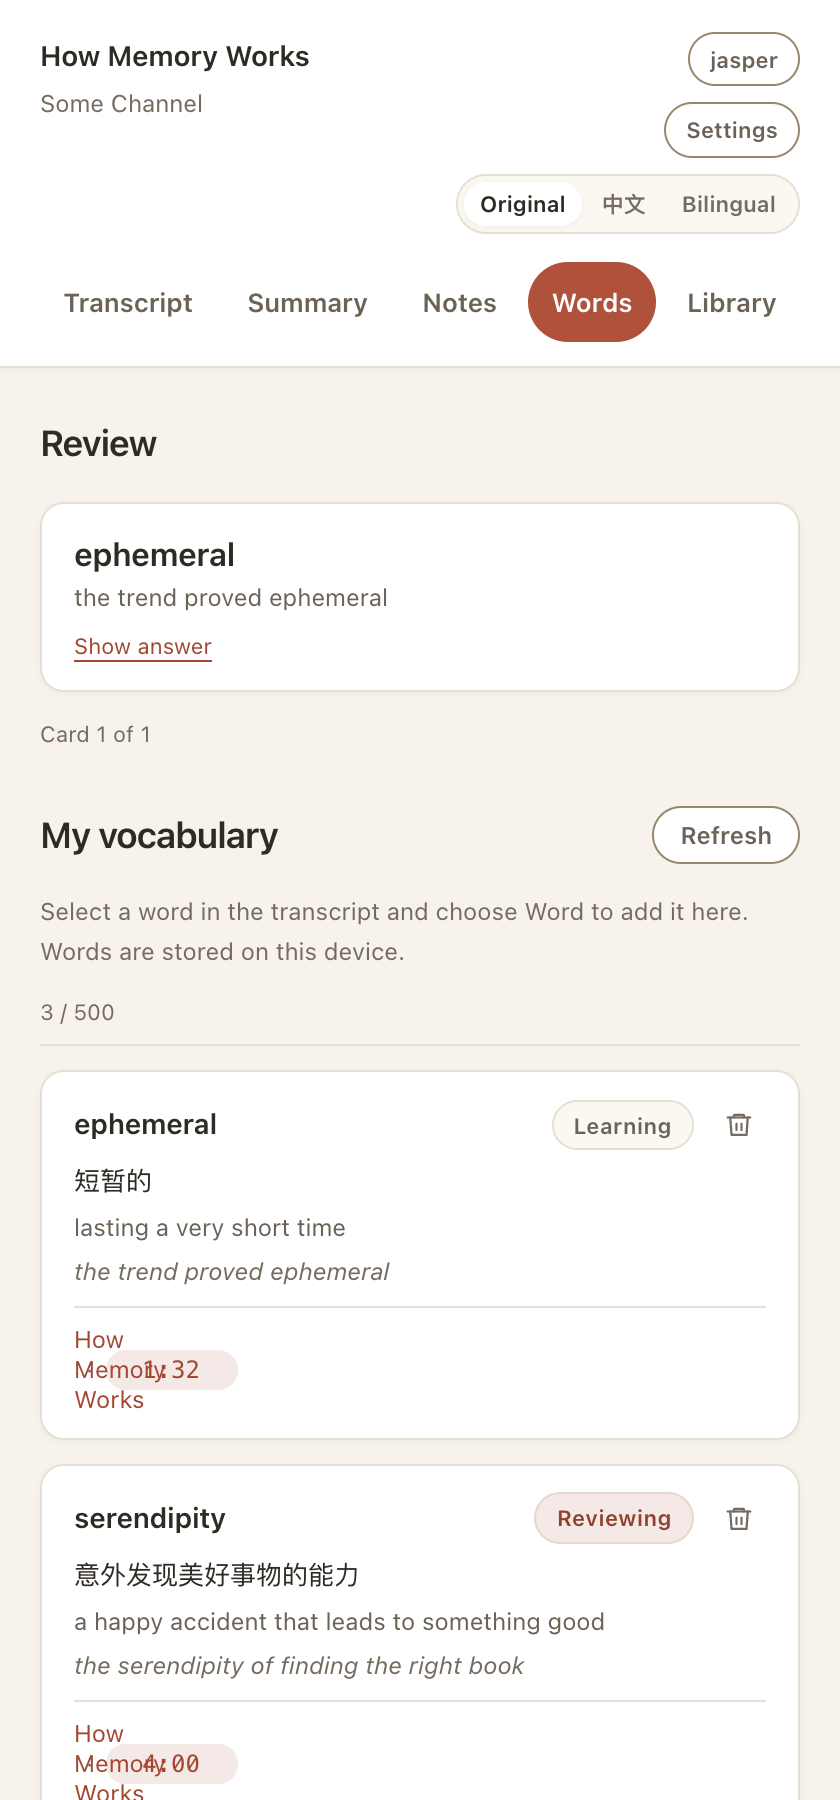 How Memory Works
jasper
Some Channel
Settings
Original 中文 Bilingual
Transcript Summary Notes Words Library
Review
ephemeral
the trend proved ephemeral
Show answer
Card 1 of 1
My vocabulary
Refresh
Select a word in the transcript and choose Word to add it here.
Words are stored on this device.
3 / 500
ephemeral
Learning
短暂的
lasting a very short time
the trend proved ephemeral
How
Memory
1:32
Works
serendipity
Reviewing
意外发现美好事物的能力
a happy accident that leads to something good
the serendipity of finding the right book
How
Memory
4:00
Works